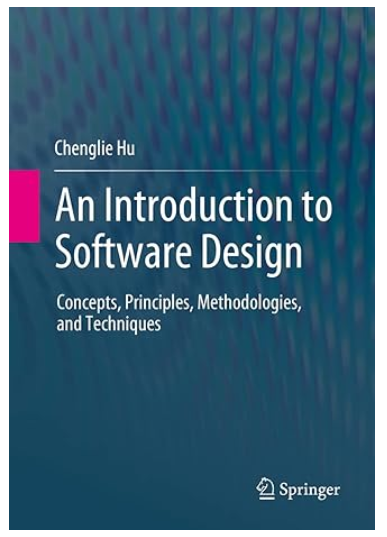 Chenglie Hu
An Introduction to
Software Design
Concepts, Principles, Methodologies,
and Techniques
Springer